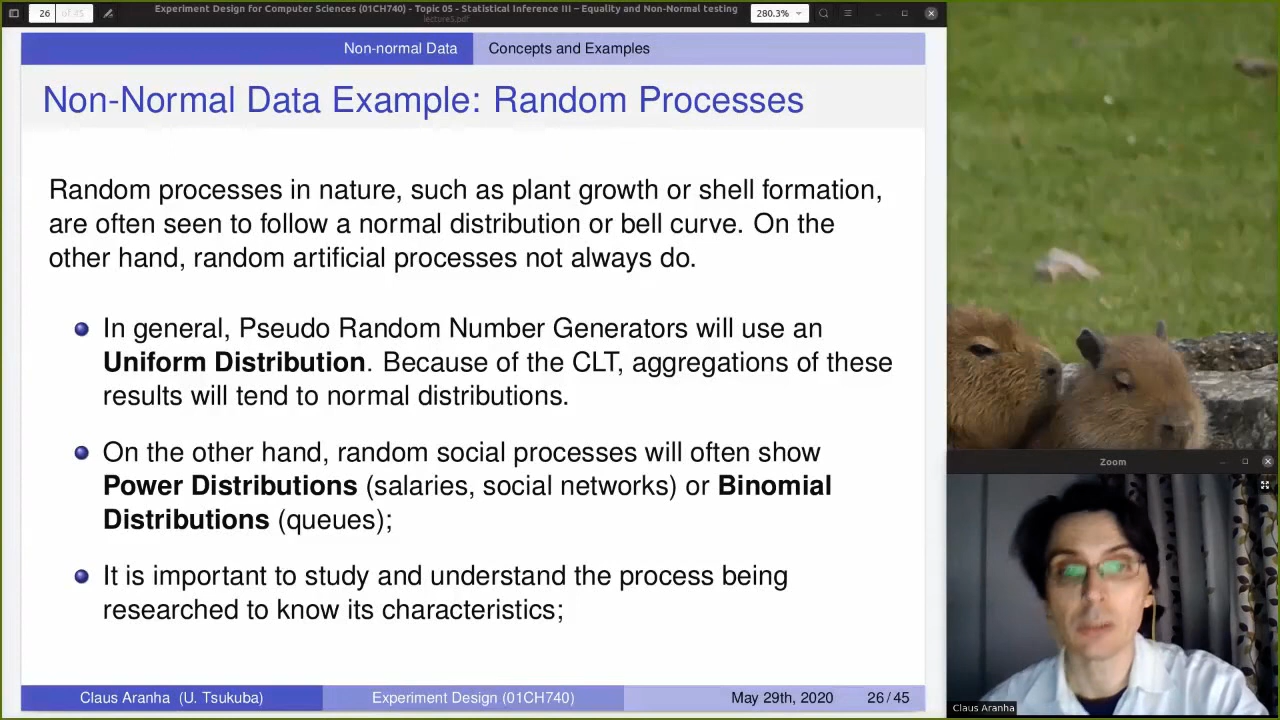 26 of 45
Experiment Design for Computer Sciences (01CH740) - Topic 05 - Statistical Inference III – Equality and Non-Normal testing
lecture5.pdf
280.3%
Non-normal Data
Concepts and Examples
Non-Normal Data Example: Random Processes
Random processes in nature, such as plant growth or shell formation,
are often seen to follow a normal distribution or bell curve. On the
other hand, random artificial processes not always do.
In general, Pseudo Random Number Generators will use an
Uniform Distribution. Because of the CLT, aggregations of these
results will tend to normal distributions.
On the other hand, random social processes will often show
Power Distributions (salaries, social networks) or Binomial
Distributions (queues);
It is important to study and understand the process being
researched to know its characteristics;
Claus Aranha (U. Tsukuba)
Experiment Design (01CH740)
May 29th, 2020
26 / 45
Zoom
Claus Aranha